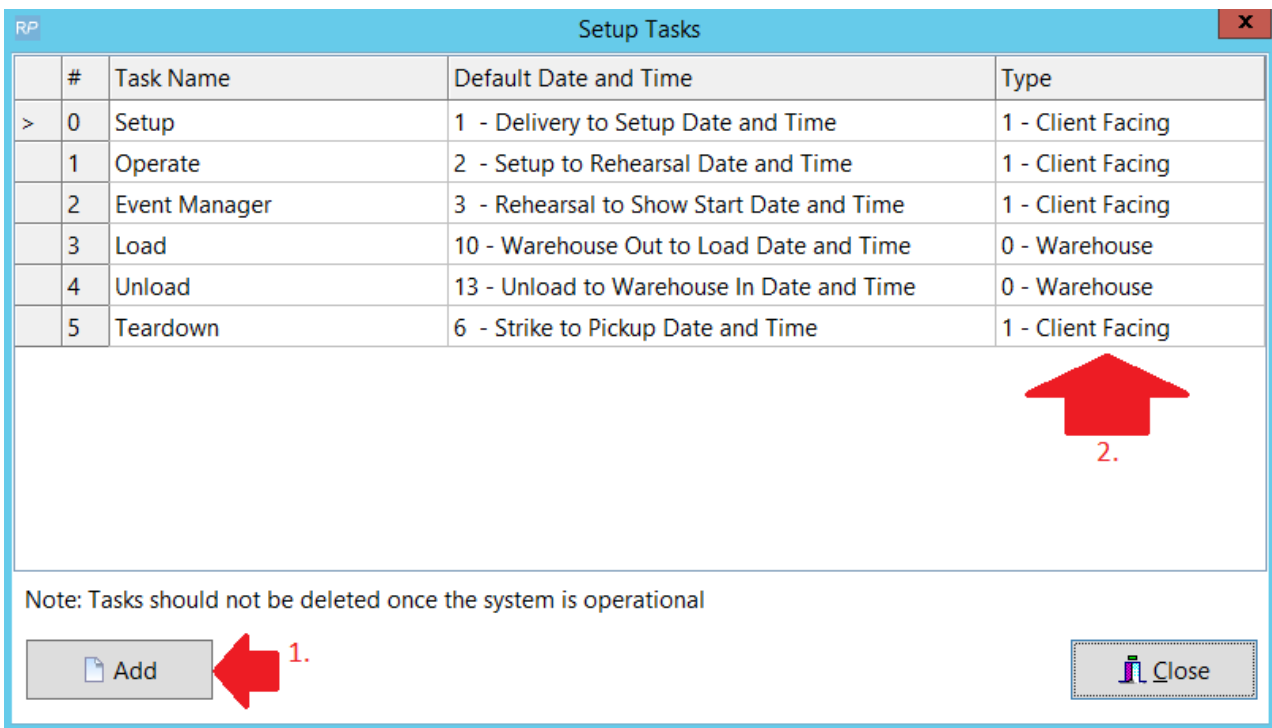 RP Setup Tasks x
# Task Name Default Date and Time Type
> 0 Setup 1 - Delivery to Setup Date and Time 1 - Client Facing
1 Operate 2 - Setup to Rehearsal Date and Time 1 - Client Facing
2 Event Manager 3 - Rehearsal to Show Start Date and Time 1 - Client Facing
3 Load 10 - Warehouse Out to Load Date and Time 0 - Warehouse
4 Unload 13 - Unload to Warehouse In Date and Time 0 - Warehouse
5 Teardown 6 - Strike to Pickup Date and Time 1 - Client Facing
2.
Note: Tasks should not be deleted once the system is operational
Add 1. Close